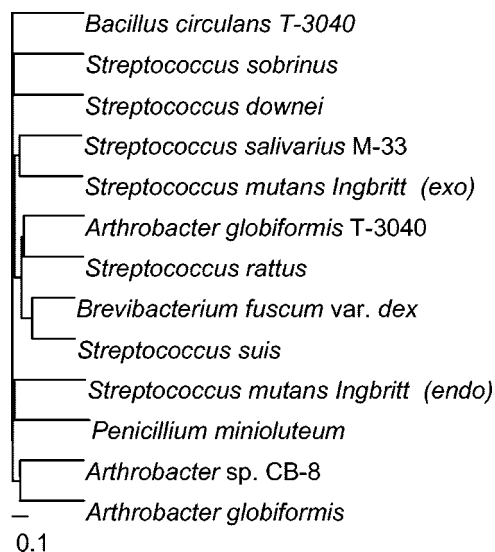 Bacillus circulans T-3040
Streptococcus sobrinus
Streptococcus downei
Streptococcus salivarius M-33
Streptococcus mutans Ingbritt (exo)
Arthrobacter globiformis T-3040
Streptococcus rattus
Brevibacterium fuscum var. dex
Streptococcus suis
Streptococcus mutans Ingbritt (endo)
Penicillium minioluteum
Arthrobacter sp. CB-8
Arthrobacter globiformis
0.1